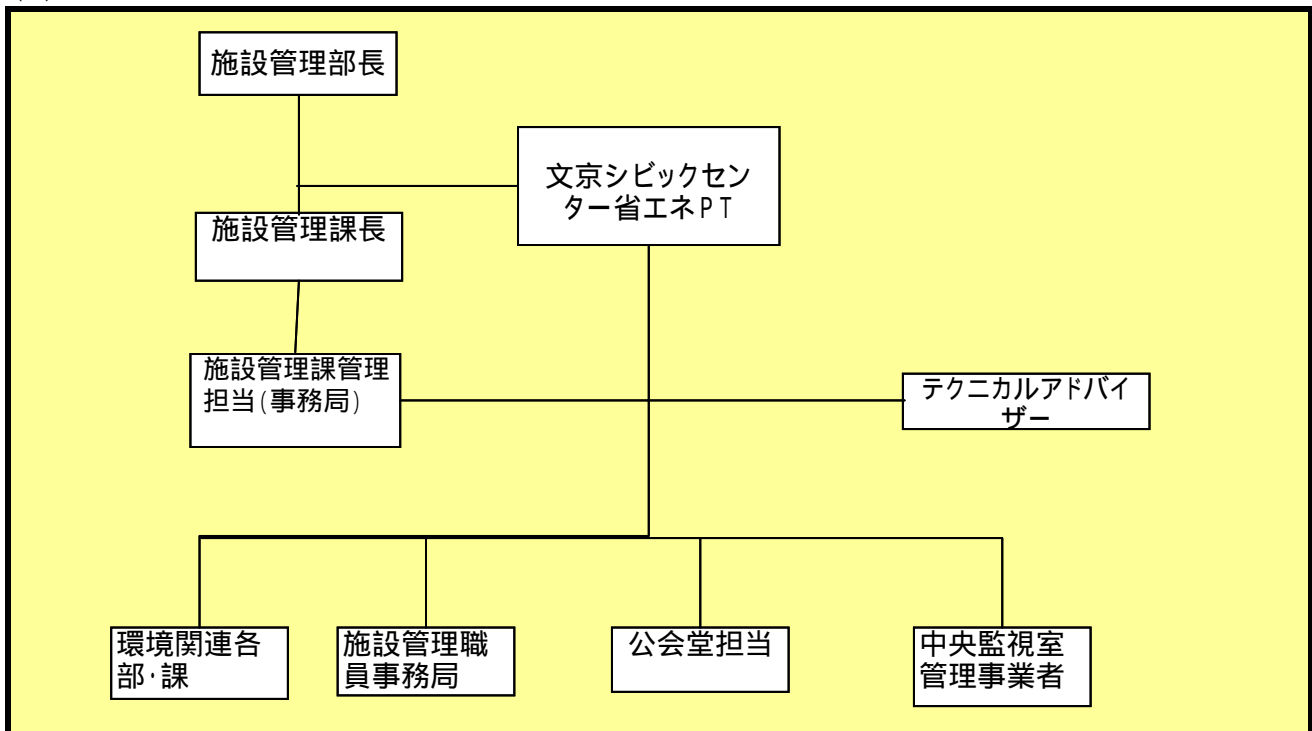 施設管理部長
文京シビックセン
ター省エネPT
施設管理課長
施設管理課管理
担当(事務局)
テクニカルアドバイ
ザー
環境関連各
部･課
施設管理職
員事務局
公会堂担当
中央監視室
管理事業者